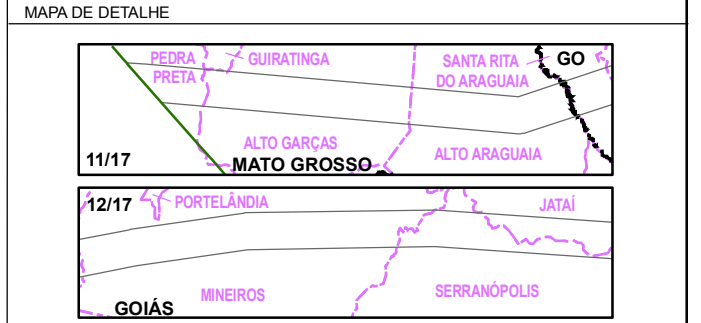 MAPA DE DETALHE
PEDRA
PRETA
GUIRATINGA
SANTA RITA
DO ARAGUAIA
GO
ALTO GARÇAS
ALTO ARAGUAIA
11/17
MATO GROSSO
12/17
PORTELÂNDIA
JATAÍ
MINEIROS
SERRANÓPOLIS
GOIÁS